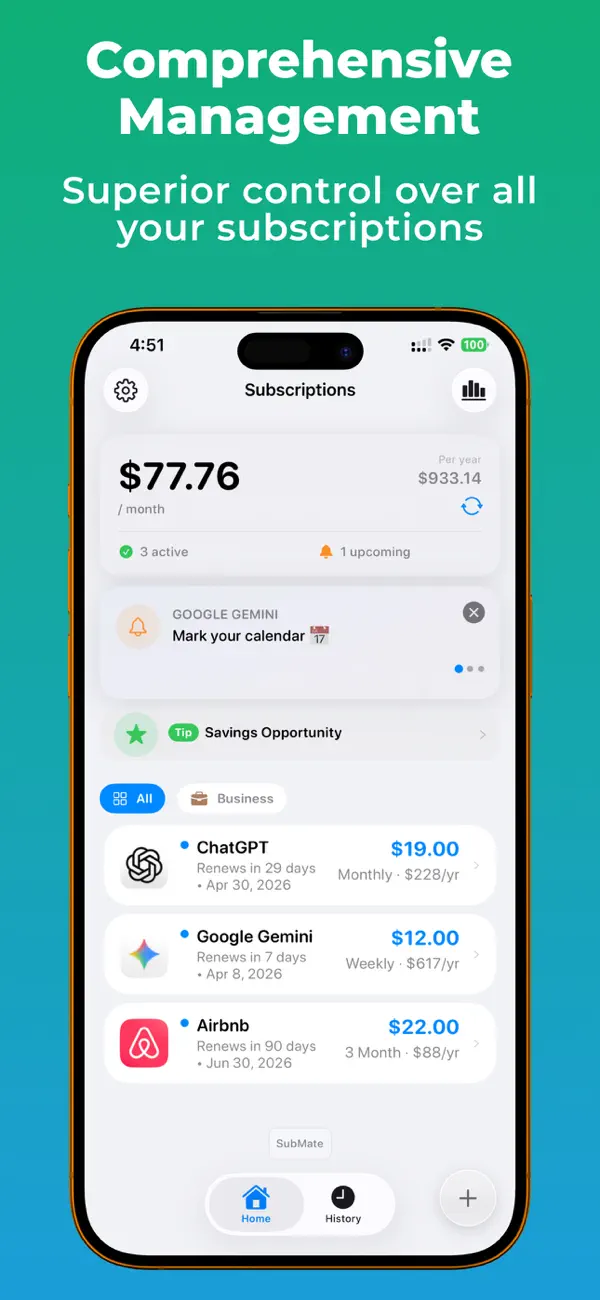 Comprehensive
Management
Superior control over all
your subscriptions
4:51
100
Subscriptions
$77.76
Per year
$933.14
/ month
3 active
1 upcoming
GOOGLE GEMINI
Mark your calendar 📅
Tip Savings Opportunity
All
Business
ChatGPT
$19.00
Renews in 29 days
Monthly · $228/yr
• Apr 30, 2026
Google Gemini
$12.00
Renews in 7 days
Weekly · $617/yr
• Apr 8, 2026
Airbnb
$22.00
Renews in 90 days
3 Month · $88/yr
• Jun 30, 2026
SubMate
Home
History